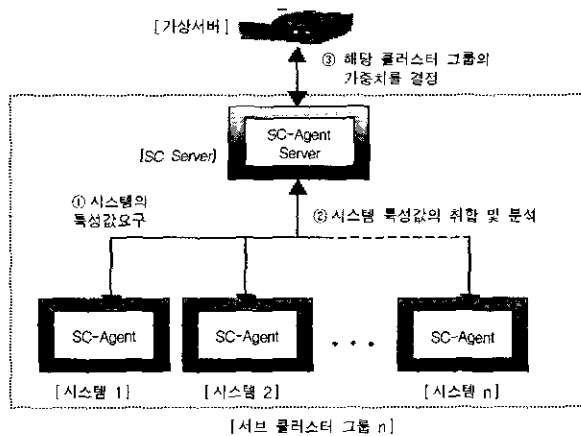 [가상서버]
③ 해당 클러스터 그룹의
가중치를 결정
SC-Agent
Server
[SC Server]
① 시스템의
특성값요구
② 시스템 특성값의 취합 및 분석
SC-Agent
SC-Agent
. . .
SC-Agent
[시스템 1]
[시스템 2]
[시스템 n]
[서브 클러스터 그룹 n]